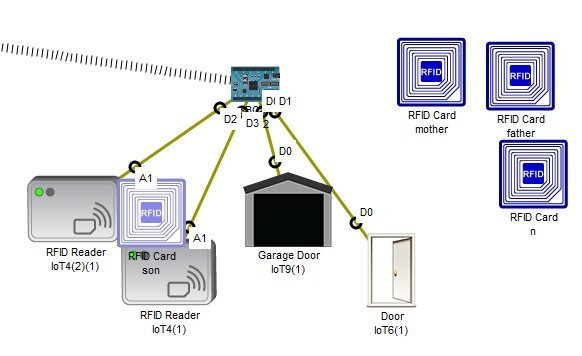 RFID
RFID Card
mother
RFID
RFID Card
father
RFID
RFID Card
n
D1
D2
D3
2
D0
D0
A1
A1
RFID
RFID Card
son
RFID Reader
IoT4(2)(1)
RFID Reader
IoT4(1)
Garage Door
IoT9(1)
Door
IoT6(1)